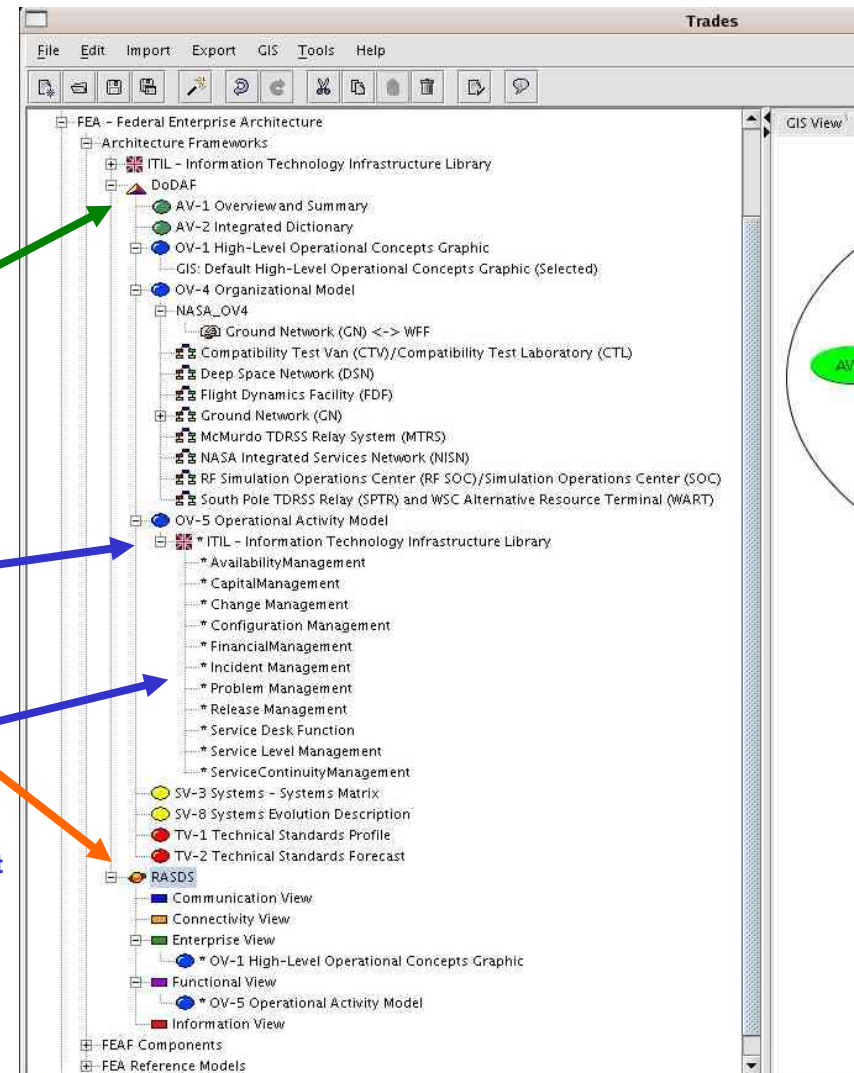 Trades
File Edit Import Export GIS Tools Help
FEA - Federal Enterprise Architecture
GIS View
Architecture Frameworks
ITIL - Information Technology Infrastructure Library
DoDAF
AV-1 Overview and Summary
AV-2 Integrated Dictionary
OV-1 High-Level Operational Concepts Graphic
GIS: Default High-Level Operational Concepts Graphic (Selected)
OV-4 Organizational Model
NASA_OV4
Ground Network (GN) <-> WFF
Compatibility Test Van (CTV)/Compatibility Test Laboratory (CTL)
AV
Deep Space Network (DSN)
Flight Dynamics Facility (FDF)
Ground Network (GN)
McMurdo TDRSS Relay System (MTRS)
NASA Integrated Services Network (NISN)
RF Simulation Operations Center (RF SOC)/Simulation Operations Center (SOC)
South Pole TDRSS Relay (SPTR) and WSC Alternative Resource Terminal (WART)
OV-5 Operational Activity Model
* ITIL - Information Technology Infrastructure Library
* AvailabilityManagement
* CapitalManagement
* Change Management
* Configuration Management
* FinancialManagement
* Incident Management
* Problem Management
* Release Management
* Service Desk Function
* Service Level Management
* ServiceContinuityManagement
SV-3 Systems - Systems Matrix
SV-8 Systems Evolution Description
TV-1 Technical Standards Profile
TV-2 Technical Standards Forecast
t
RASDS
Communication View
Connectivity View
Enterprise View
* OV-1 High-Level Operational Concepts Graphic
Functional View
* OV-5 Operational Activity Model
Information View
FEAF Components
FEA Reference Models